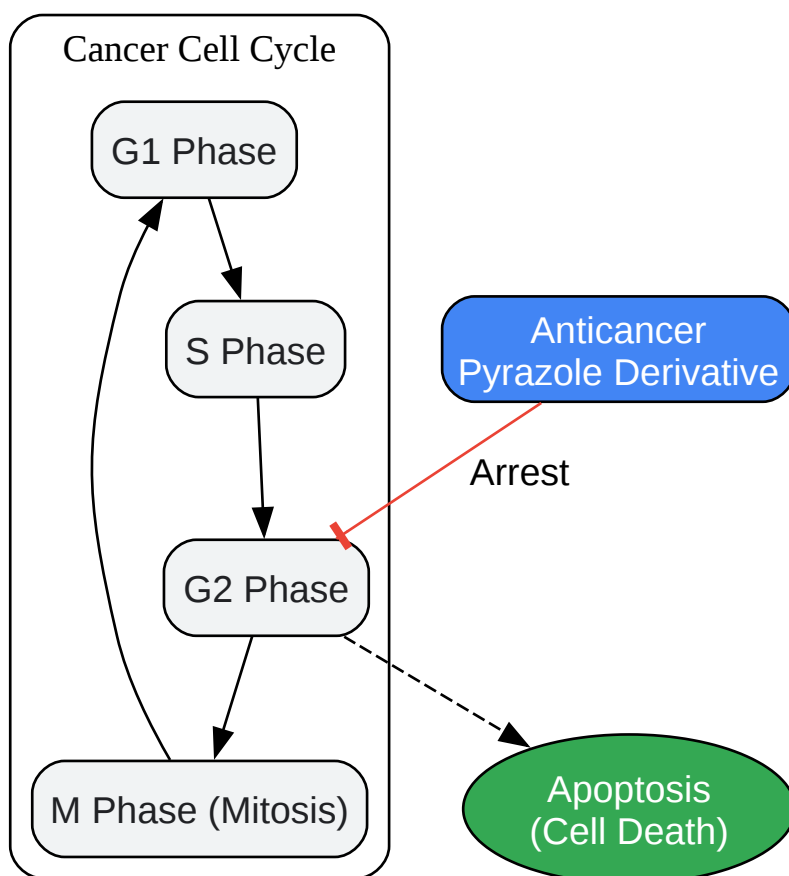 Cancer Cell Cycle
G1 Phase
S Phase
Anticancer
Pyrazole Derivative
Arrest
G2 Phase
M Phase (Mitosis)
Apoptosis
(Cell Death)